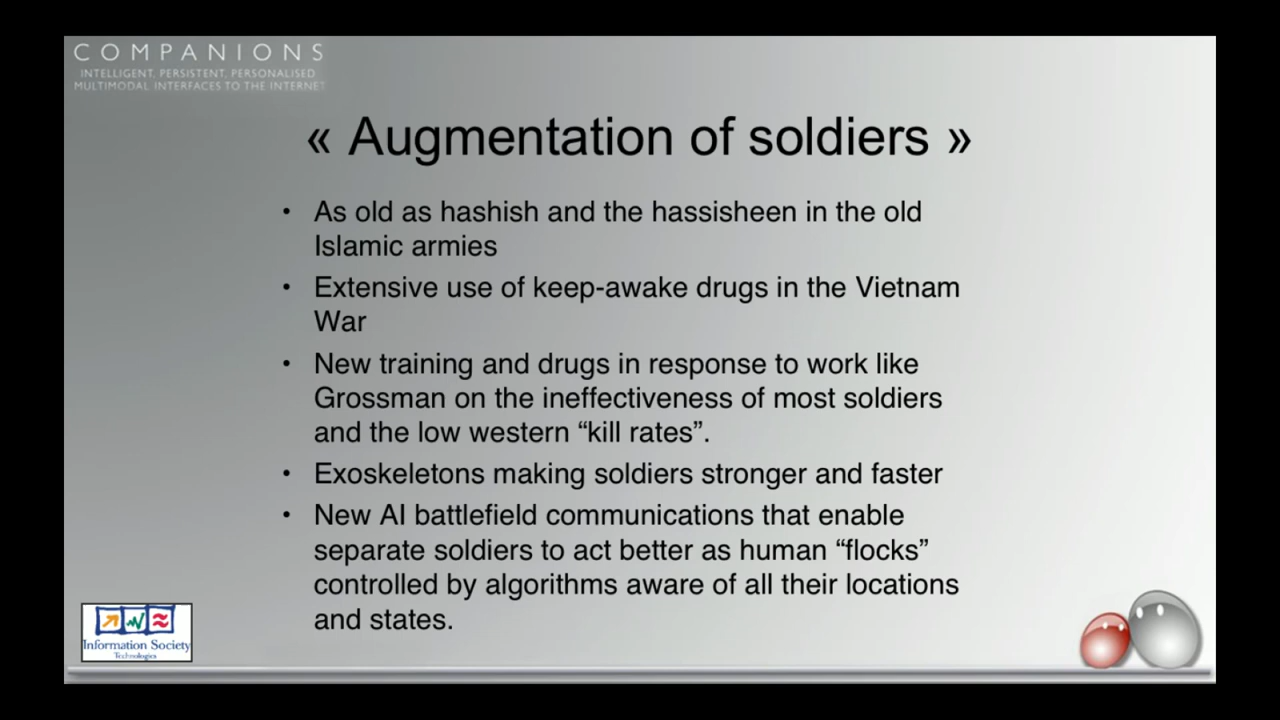 COMPANIONS
INTELLIGENT, PERSISTENT, PERSONALISED
MULTIMODAL INTERFACES TO THE INTERNET
« Augmentation of soldiers »
• As old as hashish and the hassisheen in the old
Islamic armies
• Extensive use of keep-awake drugs in the Vietnam
War
• New training and drugs in response to work like
Grossman on the ineffectiveness of most soldiers
and the low western “kill rates”.
• Exoskeletons making soldiers stronger and faster
• New AI battlefield communications that enable
separate soldiers to act better as human “flocks”
controlled by algorithms aware of all their locations
and states.
Information Society
Technologies